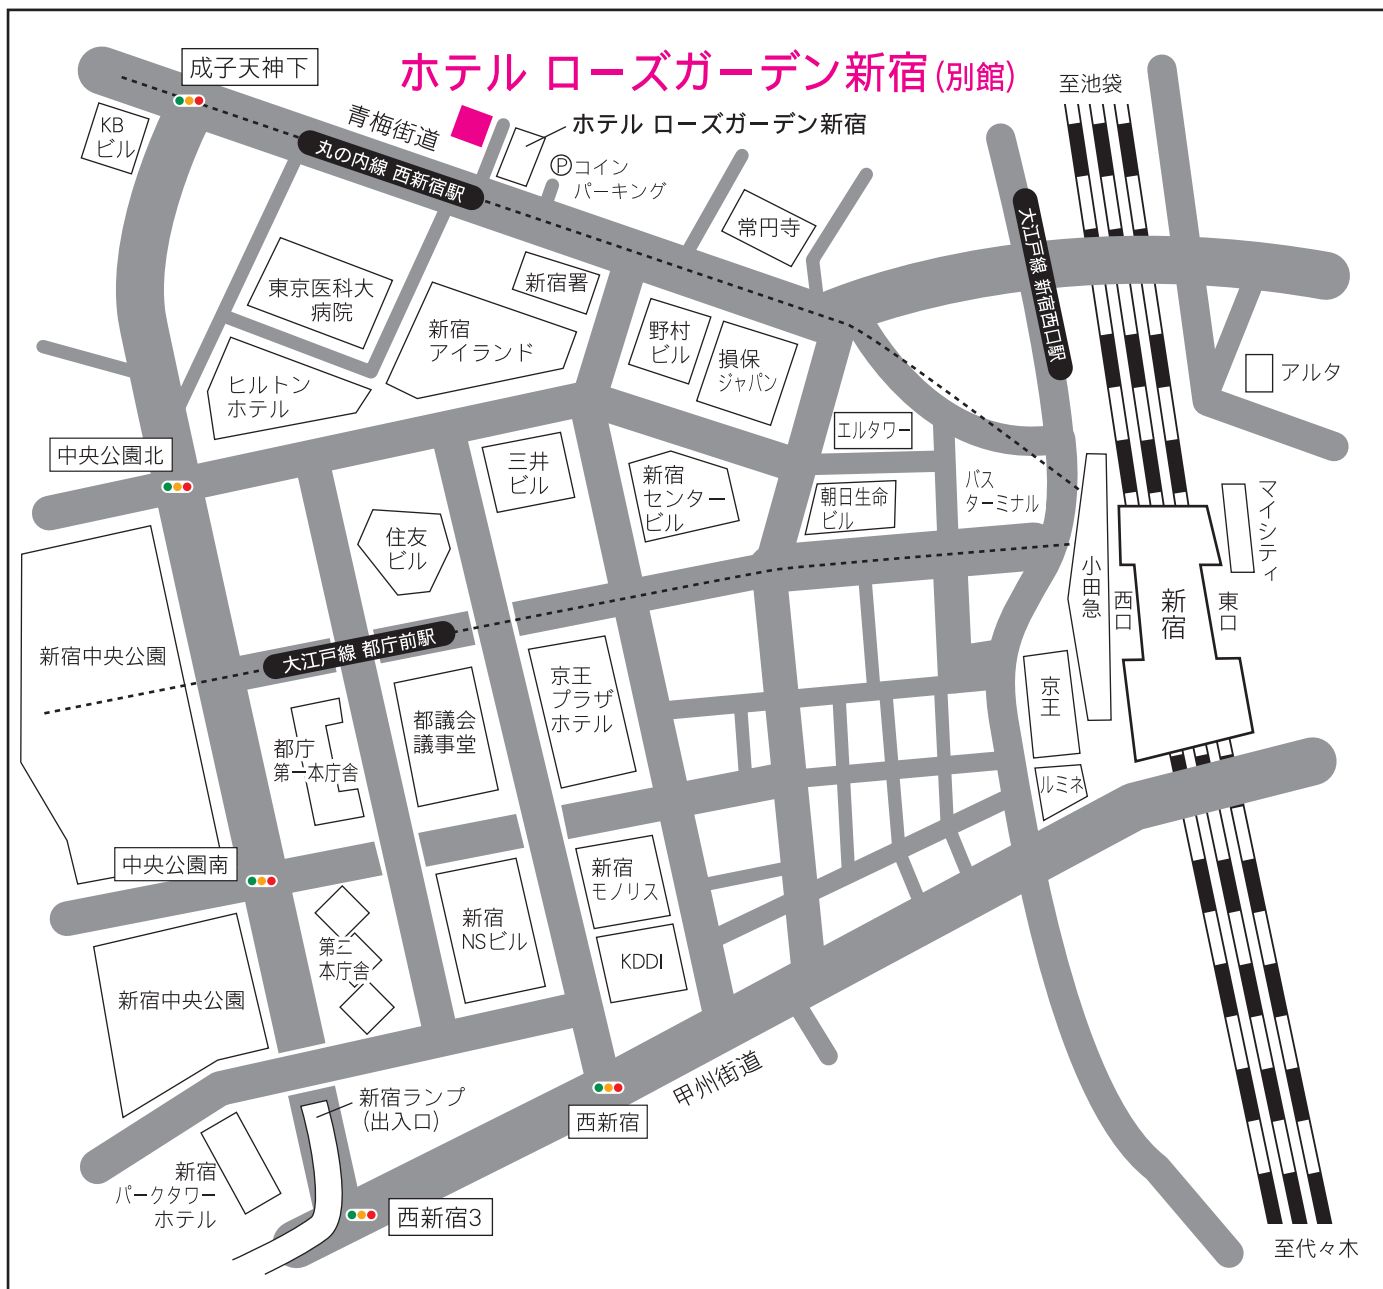 成子天神下
ホテル ローズガーデン新宿(別館)
至池袋
KB
ビル
青梅街道
ホテル ローズガーデン新宿
丸の内線 西新宿駅
Pコイン
パーキング
常円寺
大江戸線 新宿西口駅
東京医科大
病院
新宿署
新宿
アイランド
野村
ビル
損保
ジャパン
アルタ
ヒルトン
ホテル
エルタワー
中央公園北
三井
ビル
新宿
センター
ビル
朝日生命
ビル
バス
ターミナル
マイシティ
住友
ビル
小田急
西口
新宿
東口
新宿中央公園
大江戸線 都庁前駅
京王
プラザ
ホテル
京王
都議会
議事堂
都庁
第一本庁舎
ルミネ
中央公園南
新宿
モノリス
新宿
NSビル
第二
本庁舎
KDDI
新宿中央公園
甲州街道
新宿ランプ
(出入口)
西新宿
新宿
パークタワー
ホテル
西新宿3
至代々木